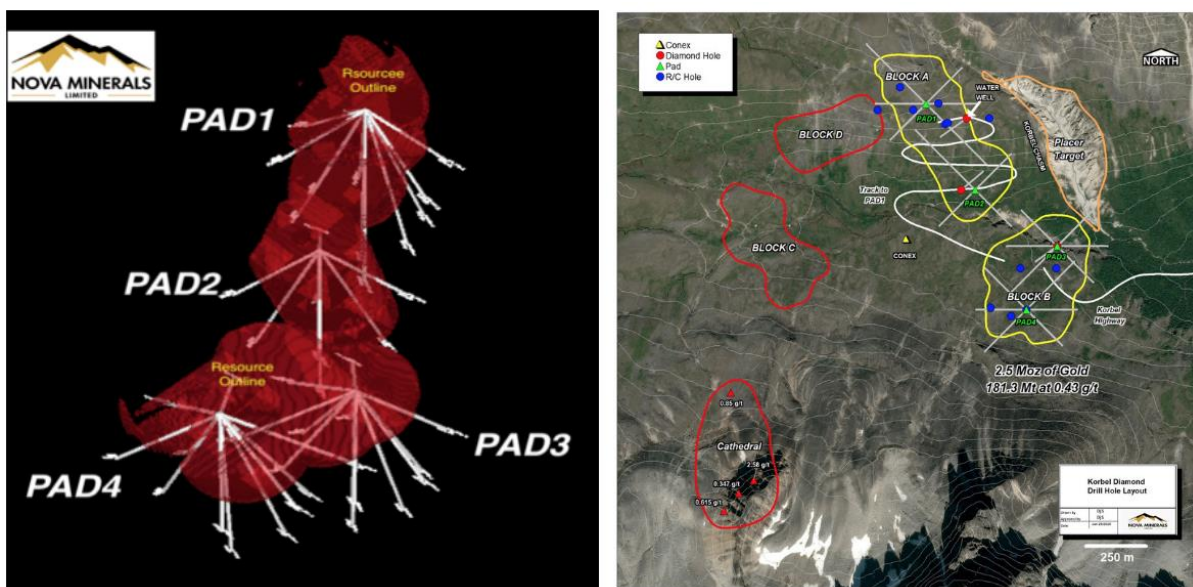 NOVA MINERALS
LIMITED
Rsourcee
Outline
PAD1
PAD2
Resource
Outline
PAD3
PAD4
Conex
Diamond Hole
Pad
R/C Hole
NORTH
BLOCK A
WATER
WELL
PAD1
BLOCK D
KORBEL CHASM
Placer
Target
Track to
PAD1
PAD2
BLOCK C
CONEX
PAD3
BLOCK B
PAD4
Korbel
Highway
2.5 Moz of Gold
181.3 Mt at 0.43 g/t
0.85 g/t
Cathedral
2.58 g/t
0.347 g/t
0.615 g/t
Korbel Diamond
Drill Hole Layout
NOVA MINERALS
250 m